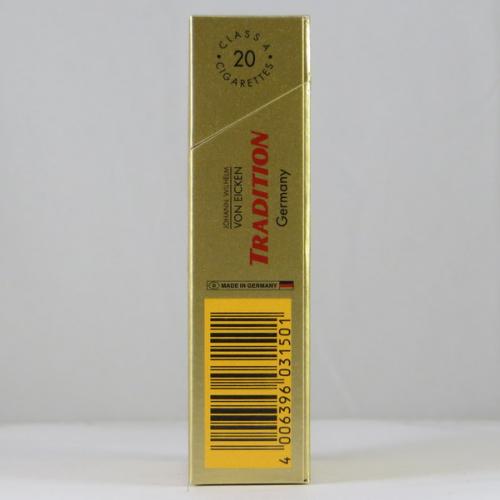 CLASS A
20
CIGARETTES
JOHANN WILHELM
VON EICKEN
TRADITION
Germany
D MADE IN GERMANY
4 006396 031501